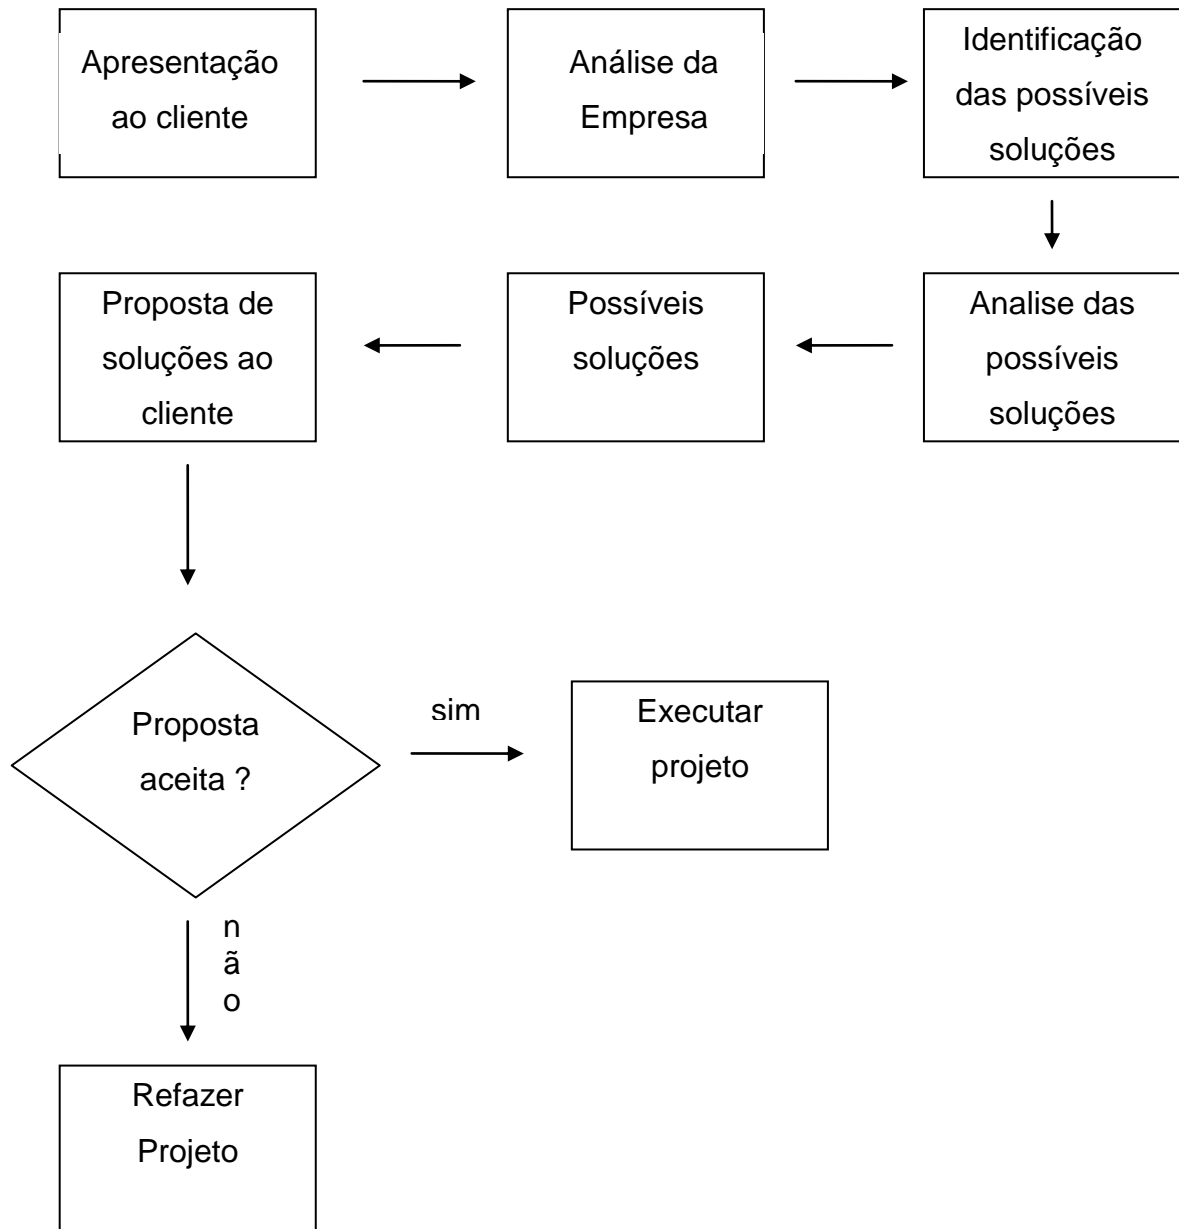 Apresentação
ao cliente
Análise da
Empresa
Identificação
das possíveis
soluções
Proposta de
soluções ao
cliente
Possíveis
soluções
Analise das
possíveis
soluções
Proposta
aceita ?
sim
Executar
projeto
n
ã
o
Refazer
Projeto